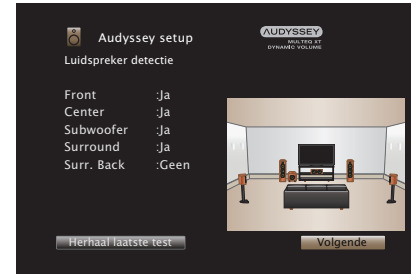 Audyssey setup
AUDYSSEY
MULTEQ XT
DYNAMIC VOLUME
Luidspreker detectie
Front :Ja
Center :Ja
Subwoofer :Ja
Surround :Ja
Surr. Back :Geen
Herhaal laatste test
Volgende